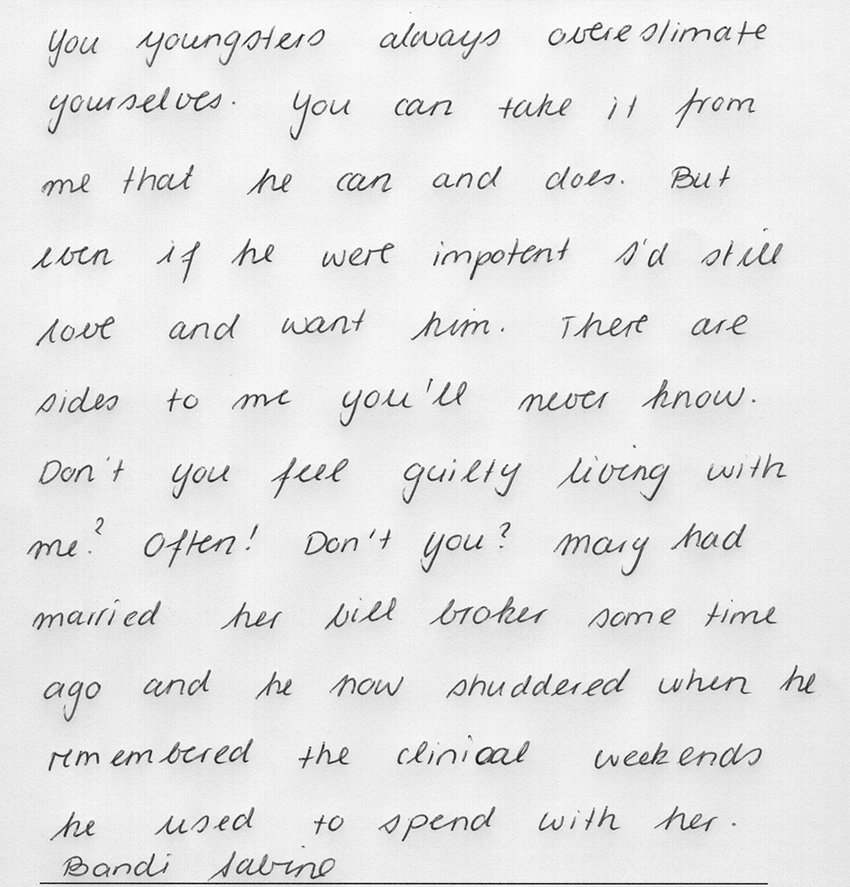 You youngsters always overestimate
yourselves. You can take it from
me that he can and does. But
even if he were impotent I'd still
love and want him. There are
sides to me you'll never know.
Don't you feel guilty living with
me? Often! Don't you? Mary had
married her bill broker some time
ago and he now shuddered when he
remembered the clinical weekends
he used to spend with her.
Bandi Sabine